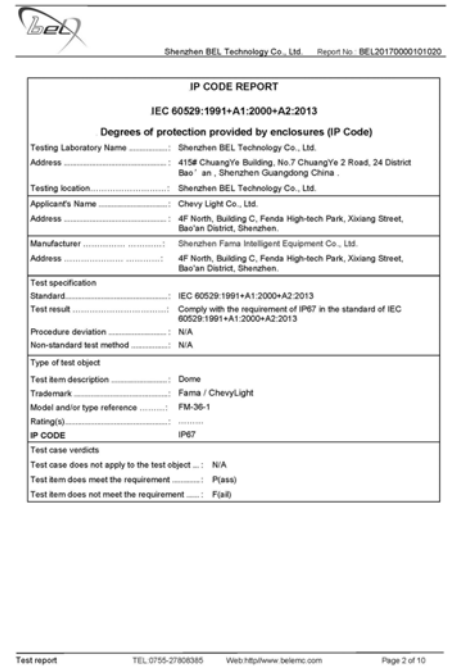 bel
Shenzhen BEL Technology Co., Ltd. Report No.: BEL20170000101020
IP CODE REPORT
IEC 60529:1991+A1:2000+A2:2013
Degrees of protection provided by enclosures (IP Code)
Testing Laboratory Name ..................: Shenzhen BEL Technology Co., Ltd.
Address ..................................: 415# ChuangYe Building, No.7 ChuangYe 2 Road, 24 District
Bao' an , Shenzhen Guangdong China .
Testing location..........................: Shenzhen BEL Technology Co., Ltd.
Applicant's Name ........................: Chevy Light Co., Ltd.
Address ..................................: 4F North, Building C, Fenda High-tech Park, Xixiang Street,
Bao'an District, Shenzhen.
Manufacturer ............................: Shenzhen Fama Intelligent Equipment Co., Ltd.
Address ..................................: 4F North, Building C, Fenda High-tech Park, Xixiang Street,
Bao'an District, Shenzhen.
Test specification
Standard..................................: IEC 60529:1991+A1:2000+A2:2013
Test result ..............................: Comply with the requirement of IP67 in the standard of IEC
60529:1991+A1:2000+A2:2013
Procedure deviation ....................: N/A
Non-standard test method ..............: N/A
Type of test object
Test item description ....................: Dome
Trademark ................................: Fama / ChevyLight
Model and/or type reference .........: FM-36-1
Rating(s)..................................: .........
IP CODE IP67
Test case verdicts
Test case does not apply to the test object ...: N/A
Test item does meet the requirement .............: P(ass)
Test item does not meet the requirement ......: F(ail)
Test report TEL:0755-27808385 Web:http//www.belemc.com Page 2 of 10